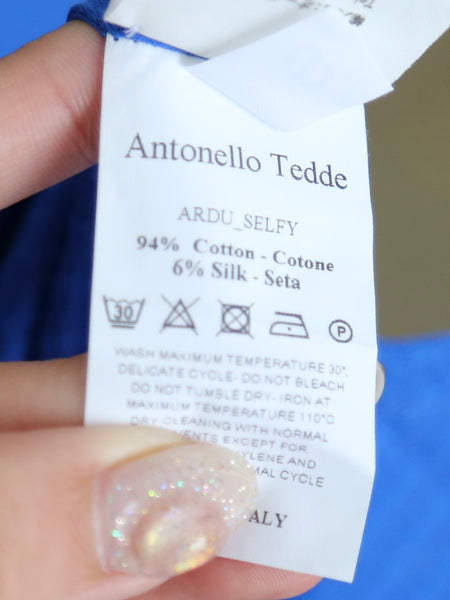 Antonello Tedde
ARDU_SELFY
94% Cotton - Cotone
6% Silk - Seta
30
P
WASH MAXIMUM TEMPERATURE 30°,
DELICATE CYCLE- DO NOT BLEACH
DO NOT TUMBLE DRY- IRON AT
MAXIMUM TEMPERATURE 110°C
DRY-CLEANING WITH NORMAL
EXCEPT FOR
AND
CYCLE